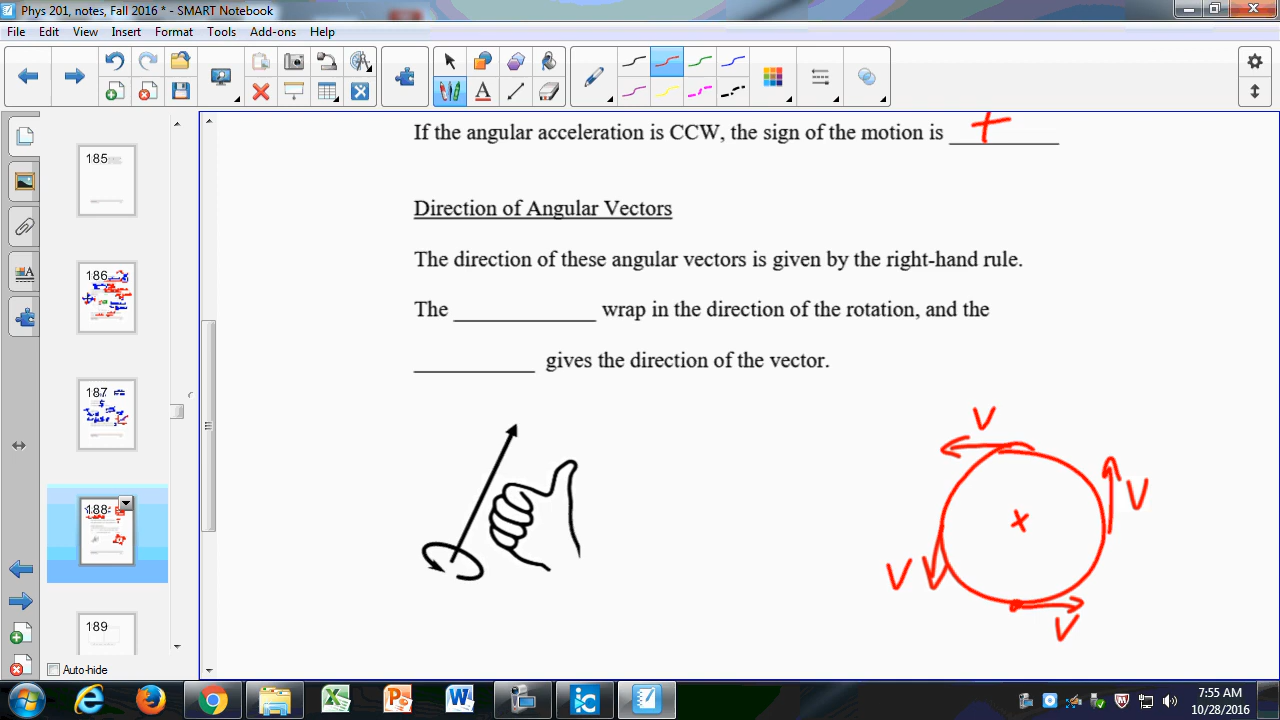 Phys 201, notes, Fall 2016 * - SMART Notebook
File Edit View Insert Format Tools Add-ons Help
185
186
187
188
189
Auto-hide
If the angular acceleration is CCW, the sign of the motion is + 
Direction of Angular Vectors
The direction of these angular vectors is given by the right-hand rule.
The ____________ wrap in the direction of the rotation, and the
___________ gives the direction of the vector.
V
V
V
V
7:55 AM
10/28/2016